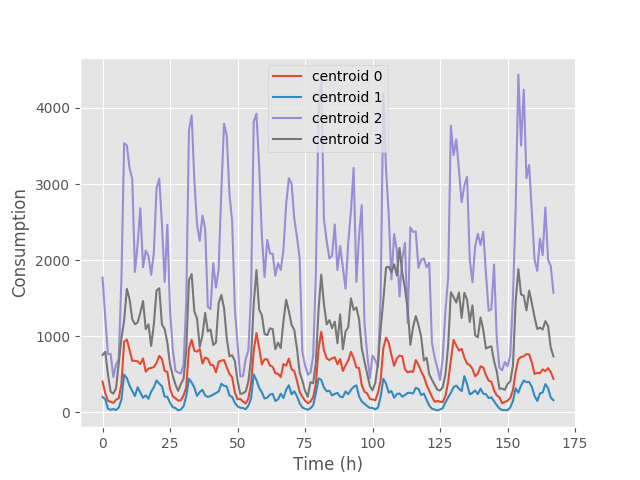 centroid 0
centroid 1
centroid 2
centroid 3
4000
3000
2000
1000
0
Consumption
0 25 50 75 100 125 150 175
Time (h)